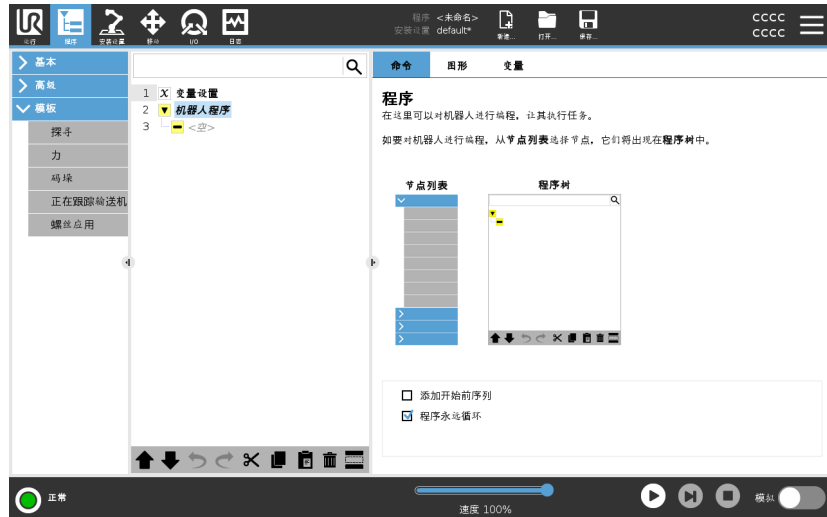 UR
运行 程序 安装设置 移动 I/O 日志
程序 <未命名>
安装设置 default*
新建... 打开... 保存...
cccc
cccc
基本
高级
模板
探寻
力
码垛
正在跟踪输送机
螺丝应用
1 X 变量设置
2 机器人程序
3 <空>
命令 图形 变量
程序
在这里可以对机器人进行编程，让其执行任务。
如要对机器人进行编程，从节点列表选择节点，它们将出现在程序树中。
节点列表 程序树
添加开始前序列
程序永远循环
正常
速度 100%
模拟